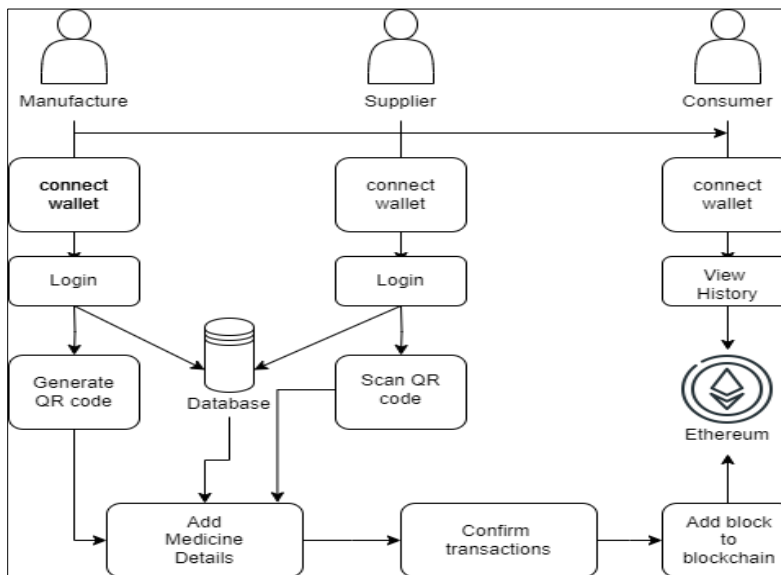 Manufacture
Supplier
Consumer
connect
wallet
connect
wallet
connect
wallet
Login
Login
View
History
Generate
QR code
Database
Scan QR
code
Ethereum
Add
Medicine
Details
Confirm
transactions
Add block
to
blockchain